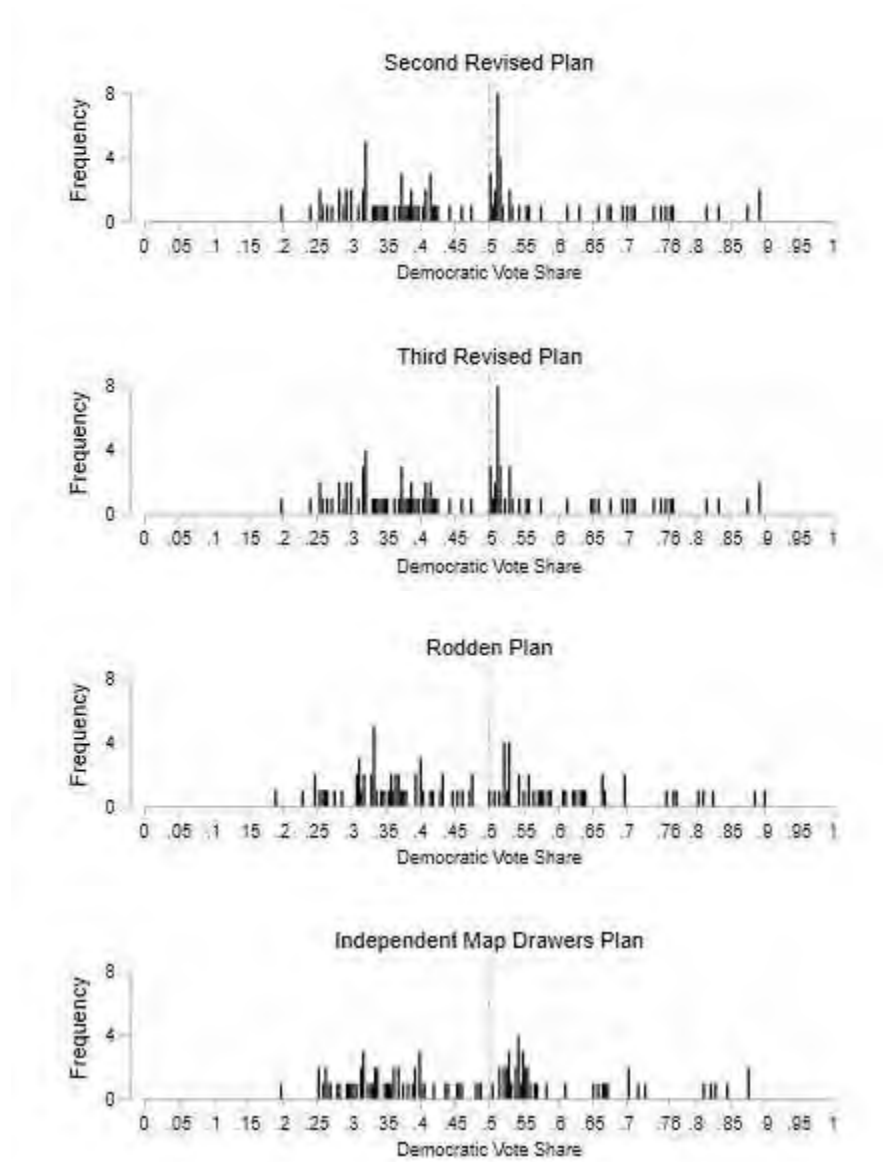 Second Revised Plan
8
4
0
Frequency
0 .05 .1 .15 .2 .25 .3 .35 .4 .45 .5 .55 .6 .65 .7 .76 .8 .85 .9 .95 1
Democratic Vote Share
Third Revised Plan
8
4
0
Frequency
0 .05 .1 .15 .2 .25 .3 .35 .4 .45 .5 .55 .6 .65 .7 .76 .8 .85 .9 .95 1
Democratic Vote Share
Rodden Plan
8
4
0
Frequency
0 .05 .1 .15 .2 .25 .3 .35 .4 .45 .5 .55 .6 .65 .7 .76 .8 .85 .9 .95 1
Democratic Vote Share
Independent Map Drawers Plan
8
4
0
Frequency
0 .05 .1 .15 .2 .25 .3 .35 .4 .45 .5 .55 .6 .65 .7 .76 .8 .85 .9 .95 1
Democratic Vote Share